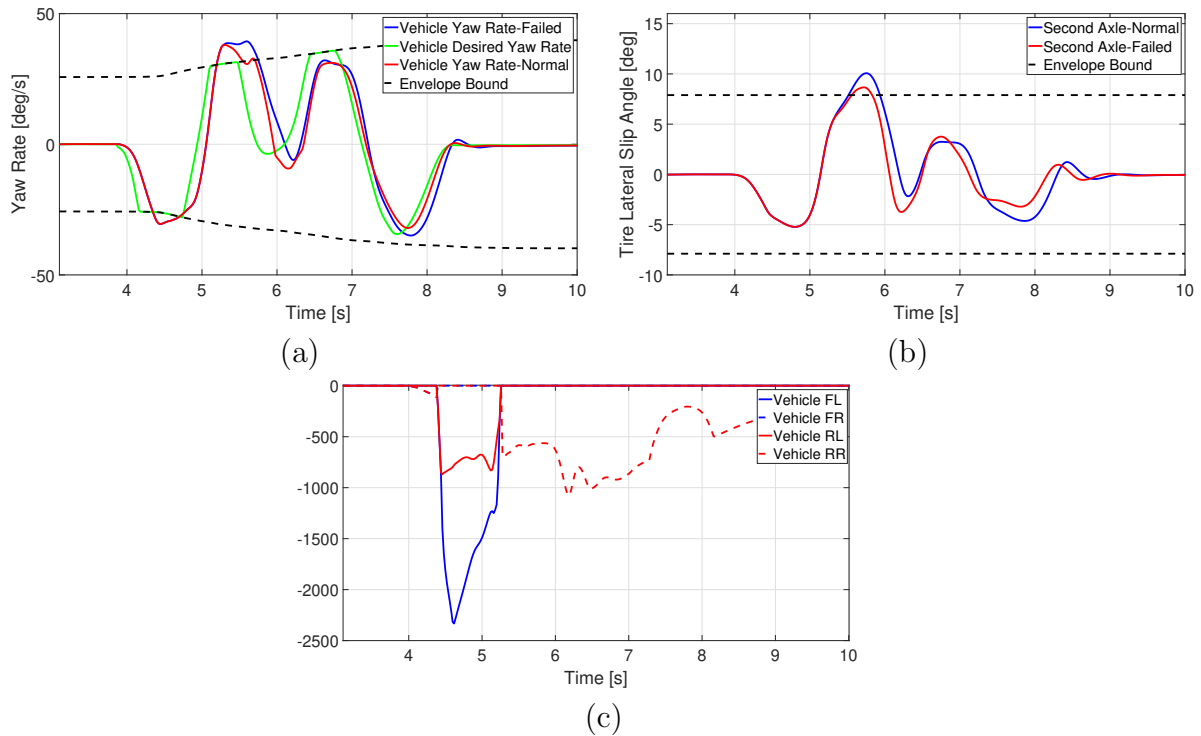 50
0
-50
Yaw Rate [deg/s]
4 5 6 7 8 9 10
Time [s]
Vehicle Yaw Rate-Failed
Vehicle Desired Yaw Rate
Vehicle Yaw Rate-Normal
Envelope Bound
(a)
15
10
5
0
-5
-10
Tire Lateral Slip Angle [deg]
4 5 6 7 8 9 10
Time [s]
Second Axle-Normal
Second Axle-Failed
Envelope Bound
(b)
0
-500
-1000
-1500
-2000
-2500
4 5 6 7 8 9 10
Time [s]
Vehicle FL
Vehicle FR
Vehicle RL
Vehicle RR
(c)